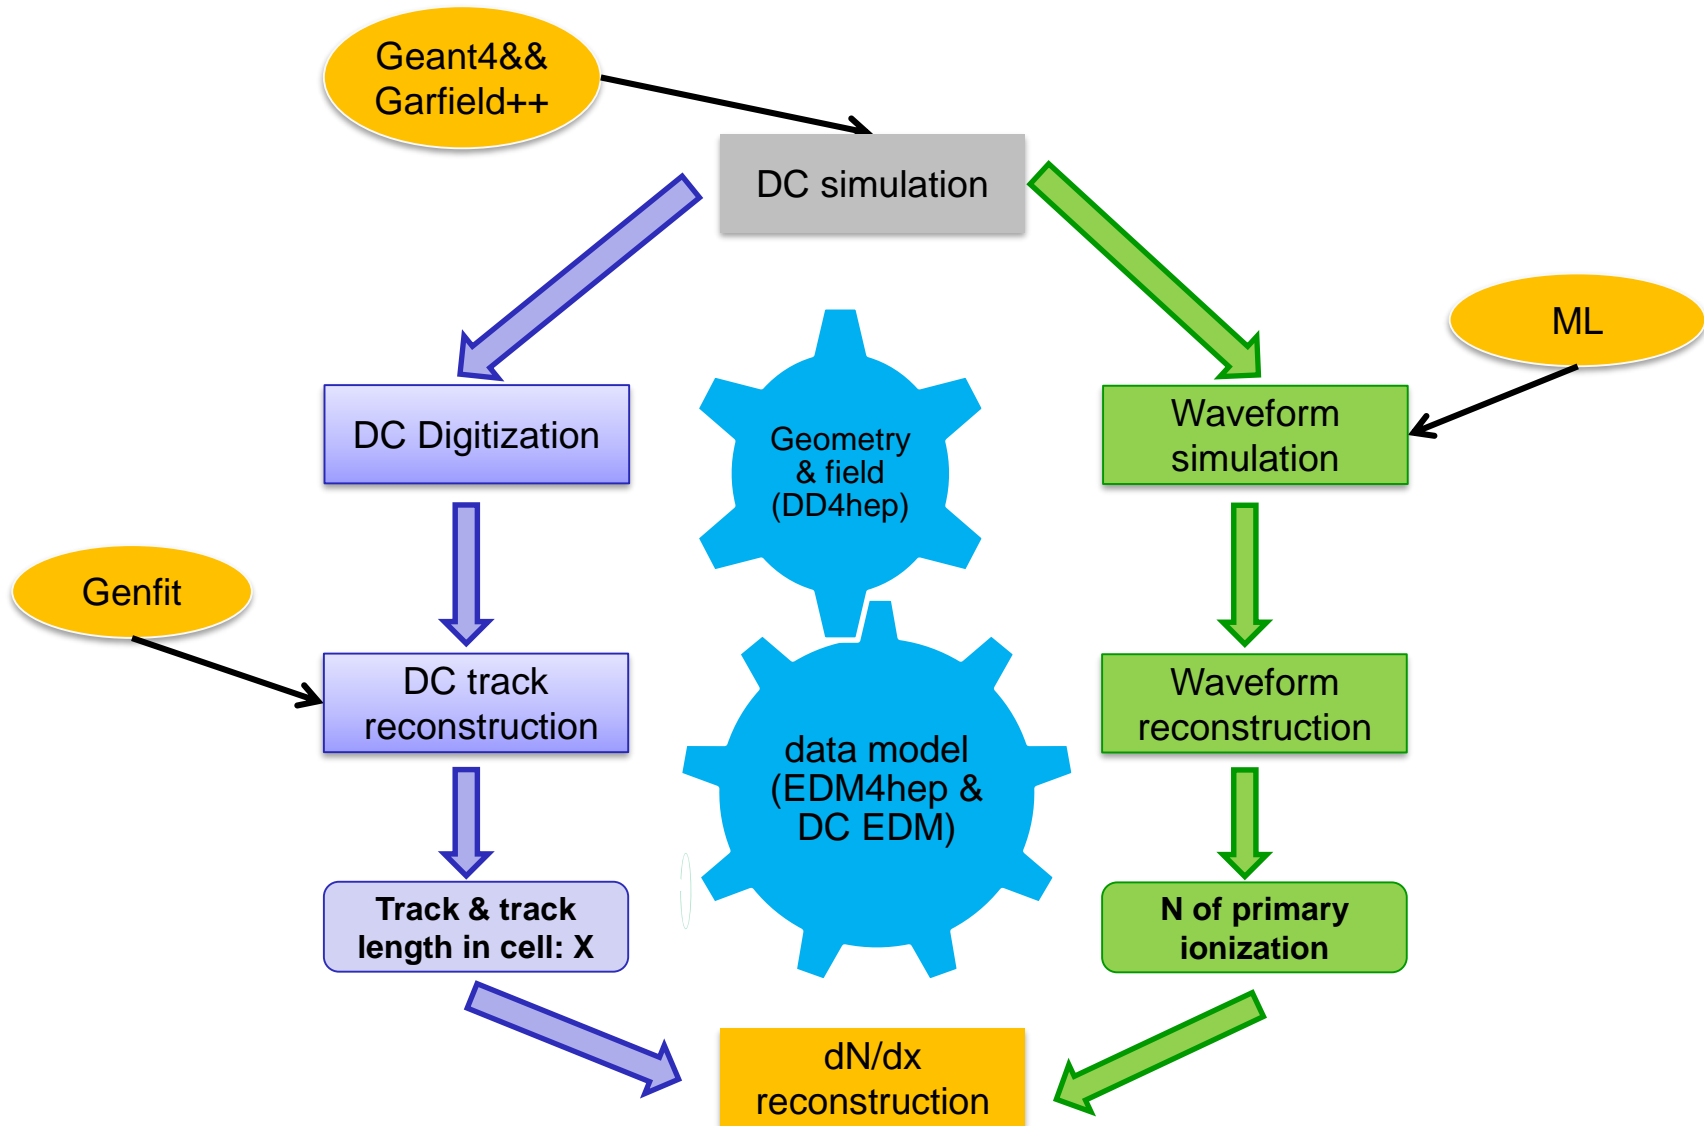 Geant4&&
Garfield++
DC simulation
ML
DC Digitization
Geometry
& field
(DD4hep)
Waveform
simulation
Genfit
DC track
reconstruction
data model
(EDM4hep &
DC EDM)
Waveform
reconstruction
Track & track
length in cell: X
N of primary
ionization
dN/dx
reconstruction